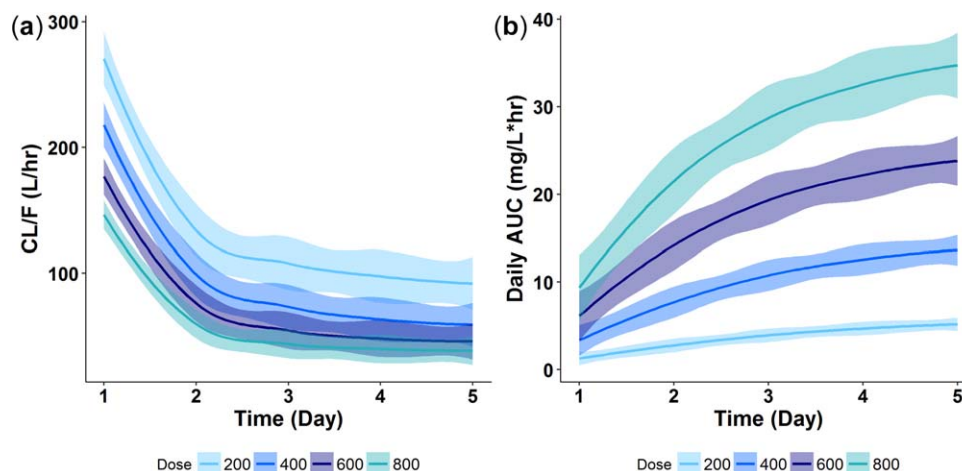 (a)
CL/F (L/hr)
300
200
100
1 2 3 4 5
Time (Day)
Dose 200 400 600 800
(b)
Daily AUC (mg/L*hr)
40
30
20
10
0
1 2 3 4 5
Time (Day)
Dose 200 400 600 800